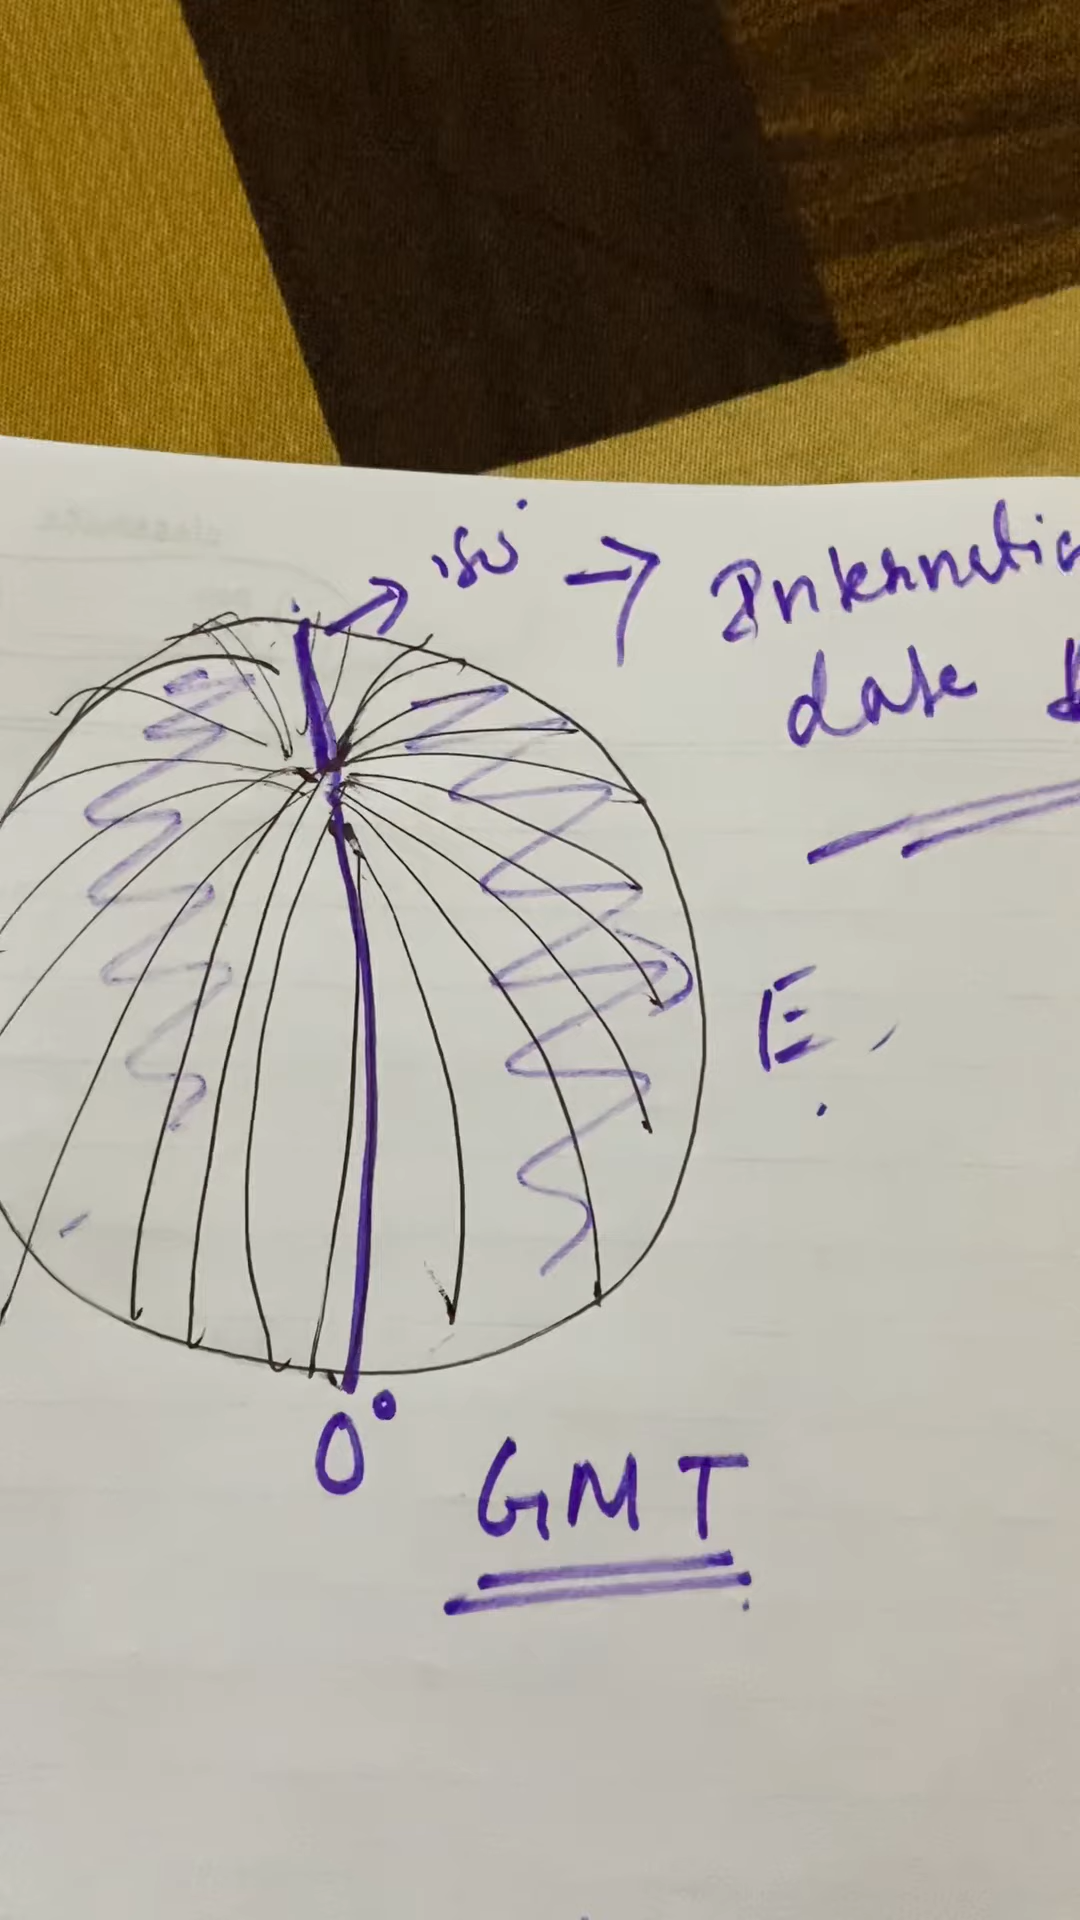 180° → Internatio
date
E.
0°
GMT